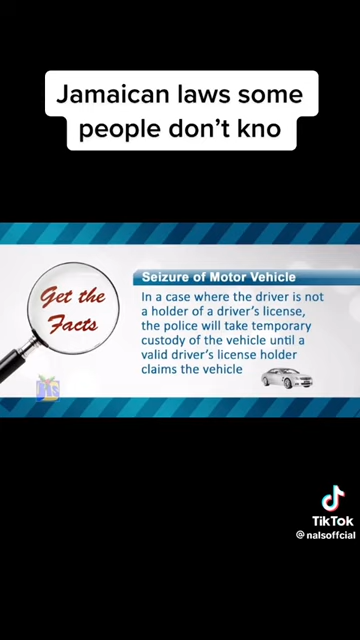 Jamaican laws some
people don't kno
Seizure of Motor Vehicle
Get the
Facts
In a case where the driver is not
a holder of a driver's license,
the police will take temporary
custody of the vehicle until a
valid driver's license holder
claims the vehicle
jis
TikTok
@ nalsoffcial